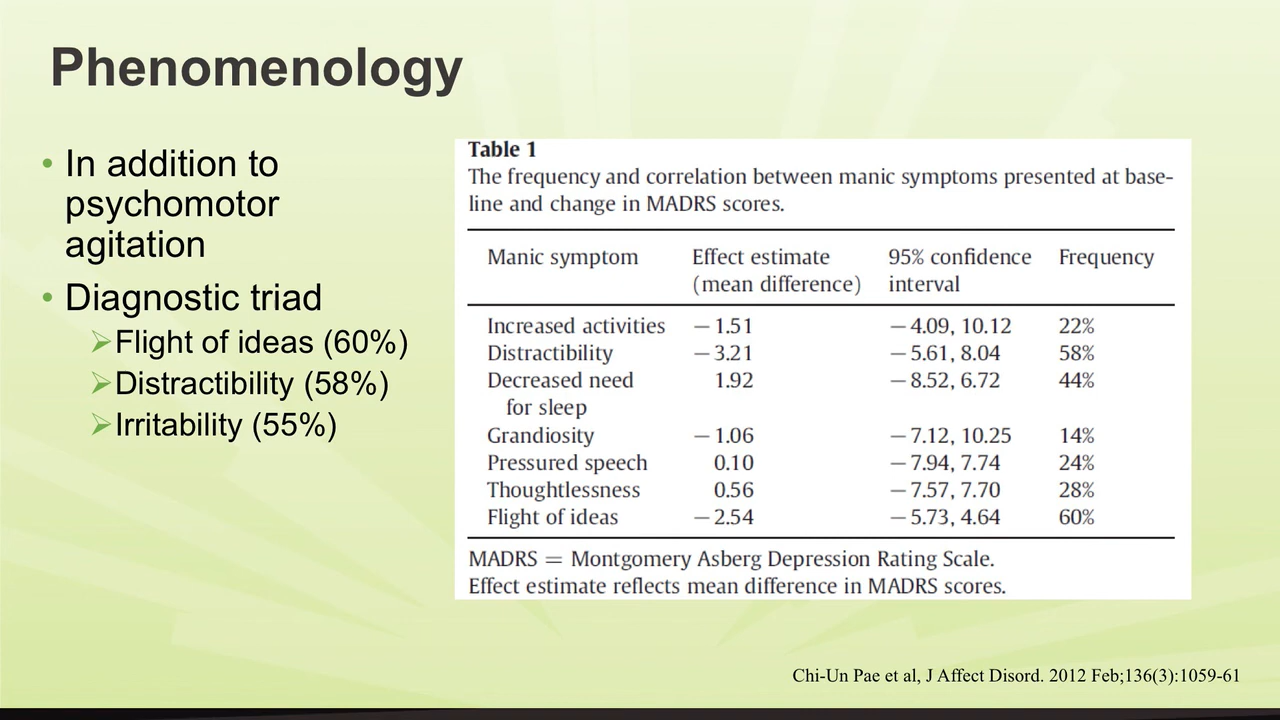 Phenomenology
• In addition to
psychomotor
agitation
• Diagnostic triad
Flight of ideas (60%)
Distractibility (58%)
Irritability (55%)
Table 1
The frequency and correlation between manic symptoms presented at base-
line and change in MADRS scores.
Manic symptom Effect estimate 95% confidence Frequency
(mean difference) interval
Increased activities −1.51 −4.09, 10.12 22%
Distractibility −3.21 −5.61, 8.04 58%
Decreased need 1.92 −8.52, 6.72 44%
for sleep
Grandiosity −1.06 −7.12, 10.25 14%
Pressured speech 0.10 −7.94, 7.74 24%
Thoughtlessness 0.56 −7.57, 7.70 28%
Flight of ideas −2.54 −5.73, 4.64 60%
MADRS = Montgomery Asberg Depression Rating Scale.
Effect estimate reflects mean difference in MADRS scores.
Chi-Un Pae et al, J Affect Disord. 2012 Feb;136(3):1059-61